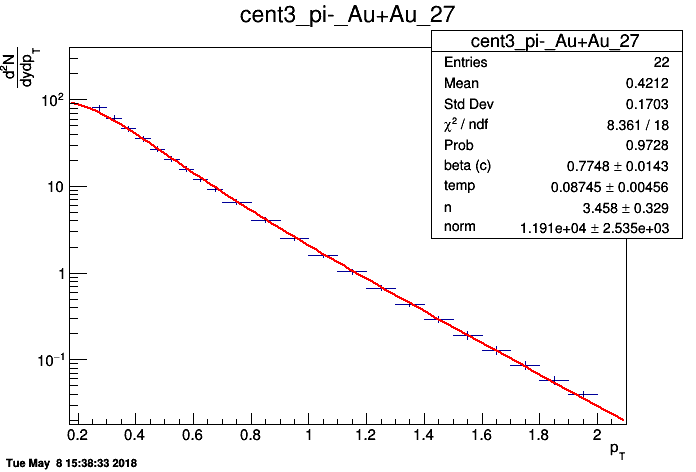 cent3_pi-_Au+Au_27
d²N
dydp_T
cent3_pi-_Au+Au_27
Entries 22
Mean 0.4212
Std Dev 0.1703
χ² / ndf 8.361 / 18
Prob 0.9728
beta (c) 0.7748 ± 0.0143
temp 0.08745 ± 0.00456
n 3.458 ± 0.329
norm 1.191e+04 ± 2.535e+03
10²
10
1
10⁻¹
0.2 0.4 0.6 0.8 1 1.2 1.4 1.6 1.8 2
p_T
Tue May 8 15:38:33 2018